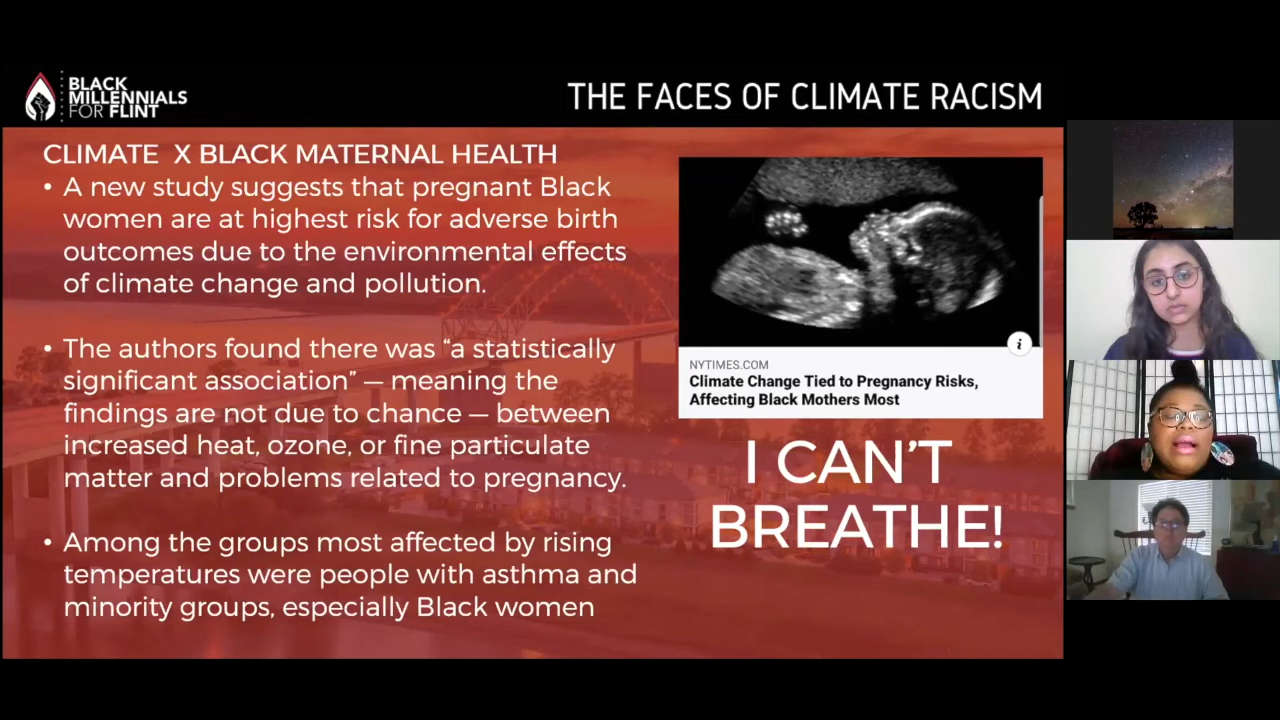 BLACK
MILLENNIALS
FOR FLINT
THE FACES OF CLIMATE RACISM
CLIMATE X BLACK MATERNAL HEALTH
• A new study suggests that pregnant Black
women are at highest risk for adverse birth
outcomes due to the environmental effects
of climate change and pollution.
• The authors found there was “a statistically
significant association” — meaning the
findings are not due to chance — between
increased heat, ozone, or fine particulate
matter and problems related to pregnancy.
• Among the groups most affected by rising
temperatures were people with asthma and
minority groups, especially Black women
i
NYTIMES.COM
Climate Change Tied to Pregnancy Risks,
Affecting Black Mothers Most
I CAN’T
BREATHE!